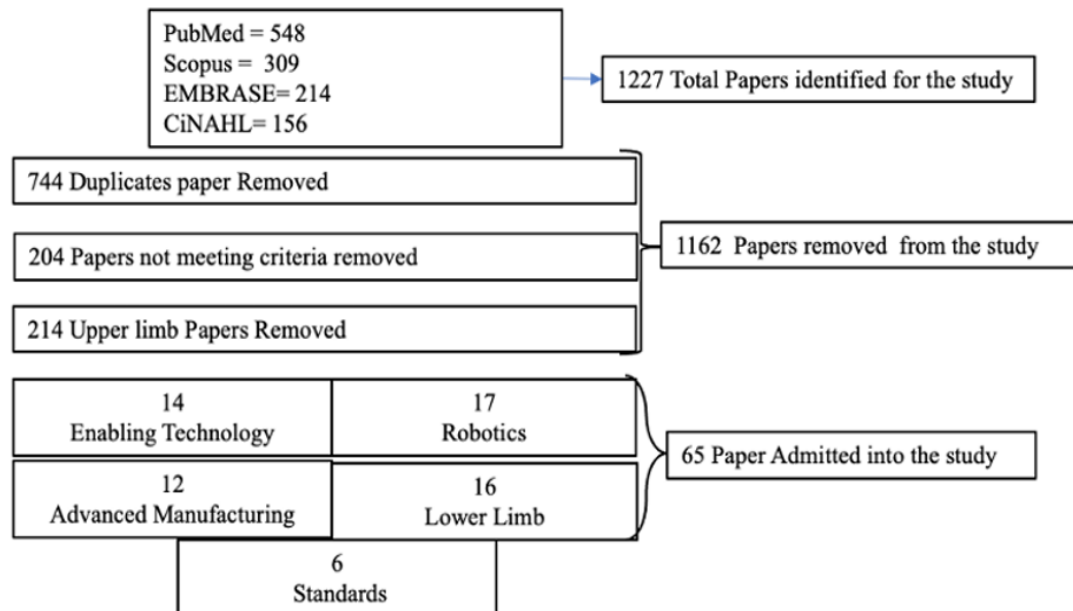 PubMed = 548
Scopus = 309
EMBRASE= 214
CiNAHL= 156
1227 Total Papers identified for the study
744 Duplicates paper Removed
204 Papers not meeting criteria removed
1162 Papers removed from the study
214 Upper limb Papers Removed
14
Enabling Technology
17
Robotics
65 Paper Admitted into the study
12
Advanced Manufacturing
16
Lower Limb
6
Standards